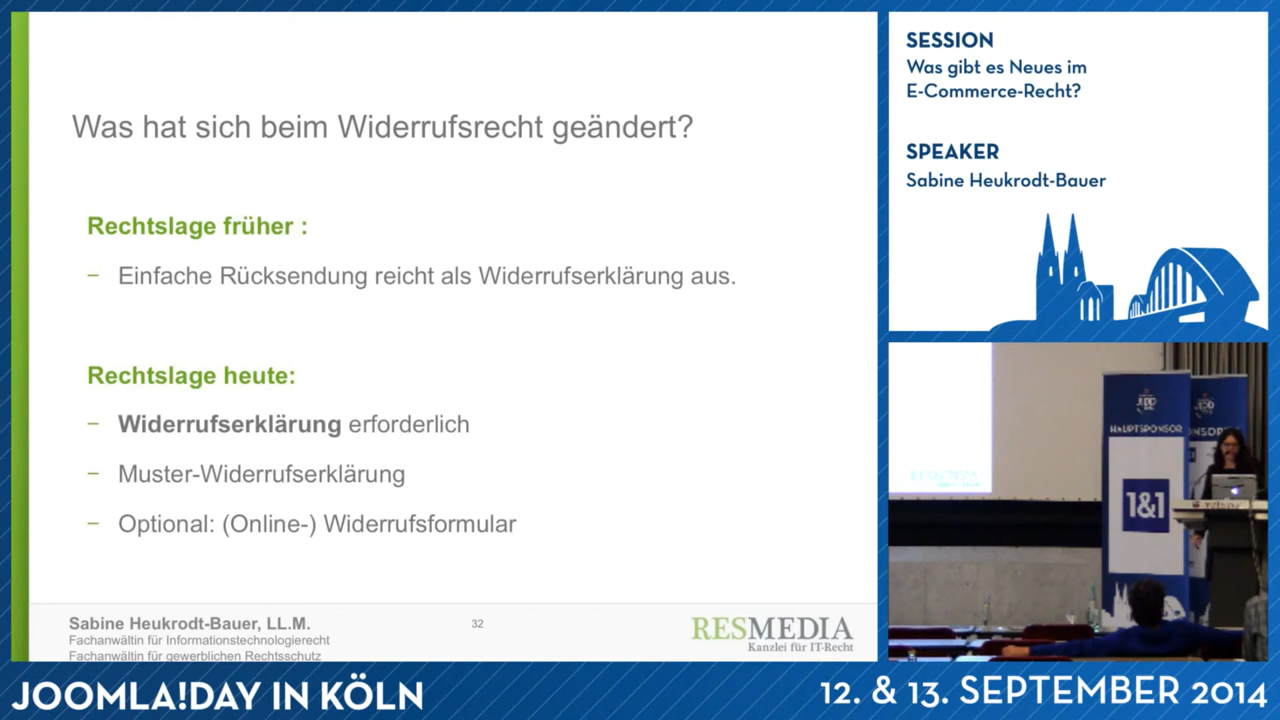 Was hat sich beim Widerrufsrecht geändert?
Rechtslage früher :
– Einfache Rücksendung reicht als Widerrufserklärung aus.
Rechtslage heute:
– Widerrufserklärung erforderlich
– Muster-Widerrufserklärung
– Optional: (Online-) Widerrufsformular
Sabine Heukrodt-Bauer, LL.M.
Fachanwältin für Informationstechnologierecht
Fachanwältin für gewerblichen Rechtsschutz
32
RESMEDIA
Kanzlei für IT-Recht
SESSION
Was gibt es Neues im
E-Commerce-Recht?
SPEAKER
Sabine Heukrodt-Bauer
HAUPTSPONSOR
1&1
JOOMLA!DAY IN KÖLN
12. & 13. SEPTEMBER 2014